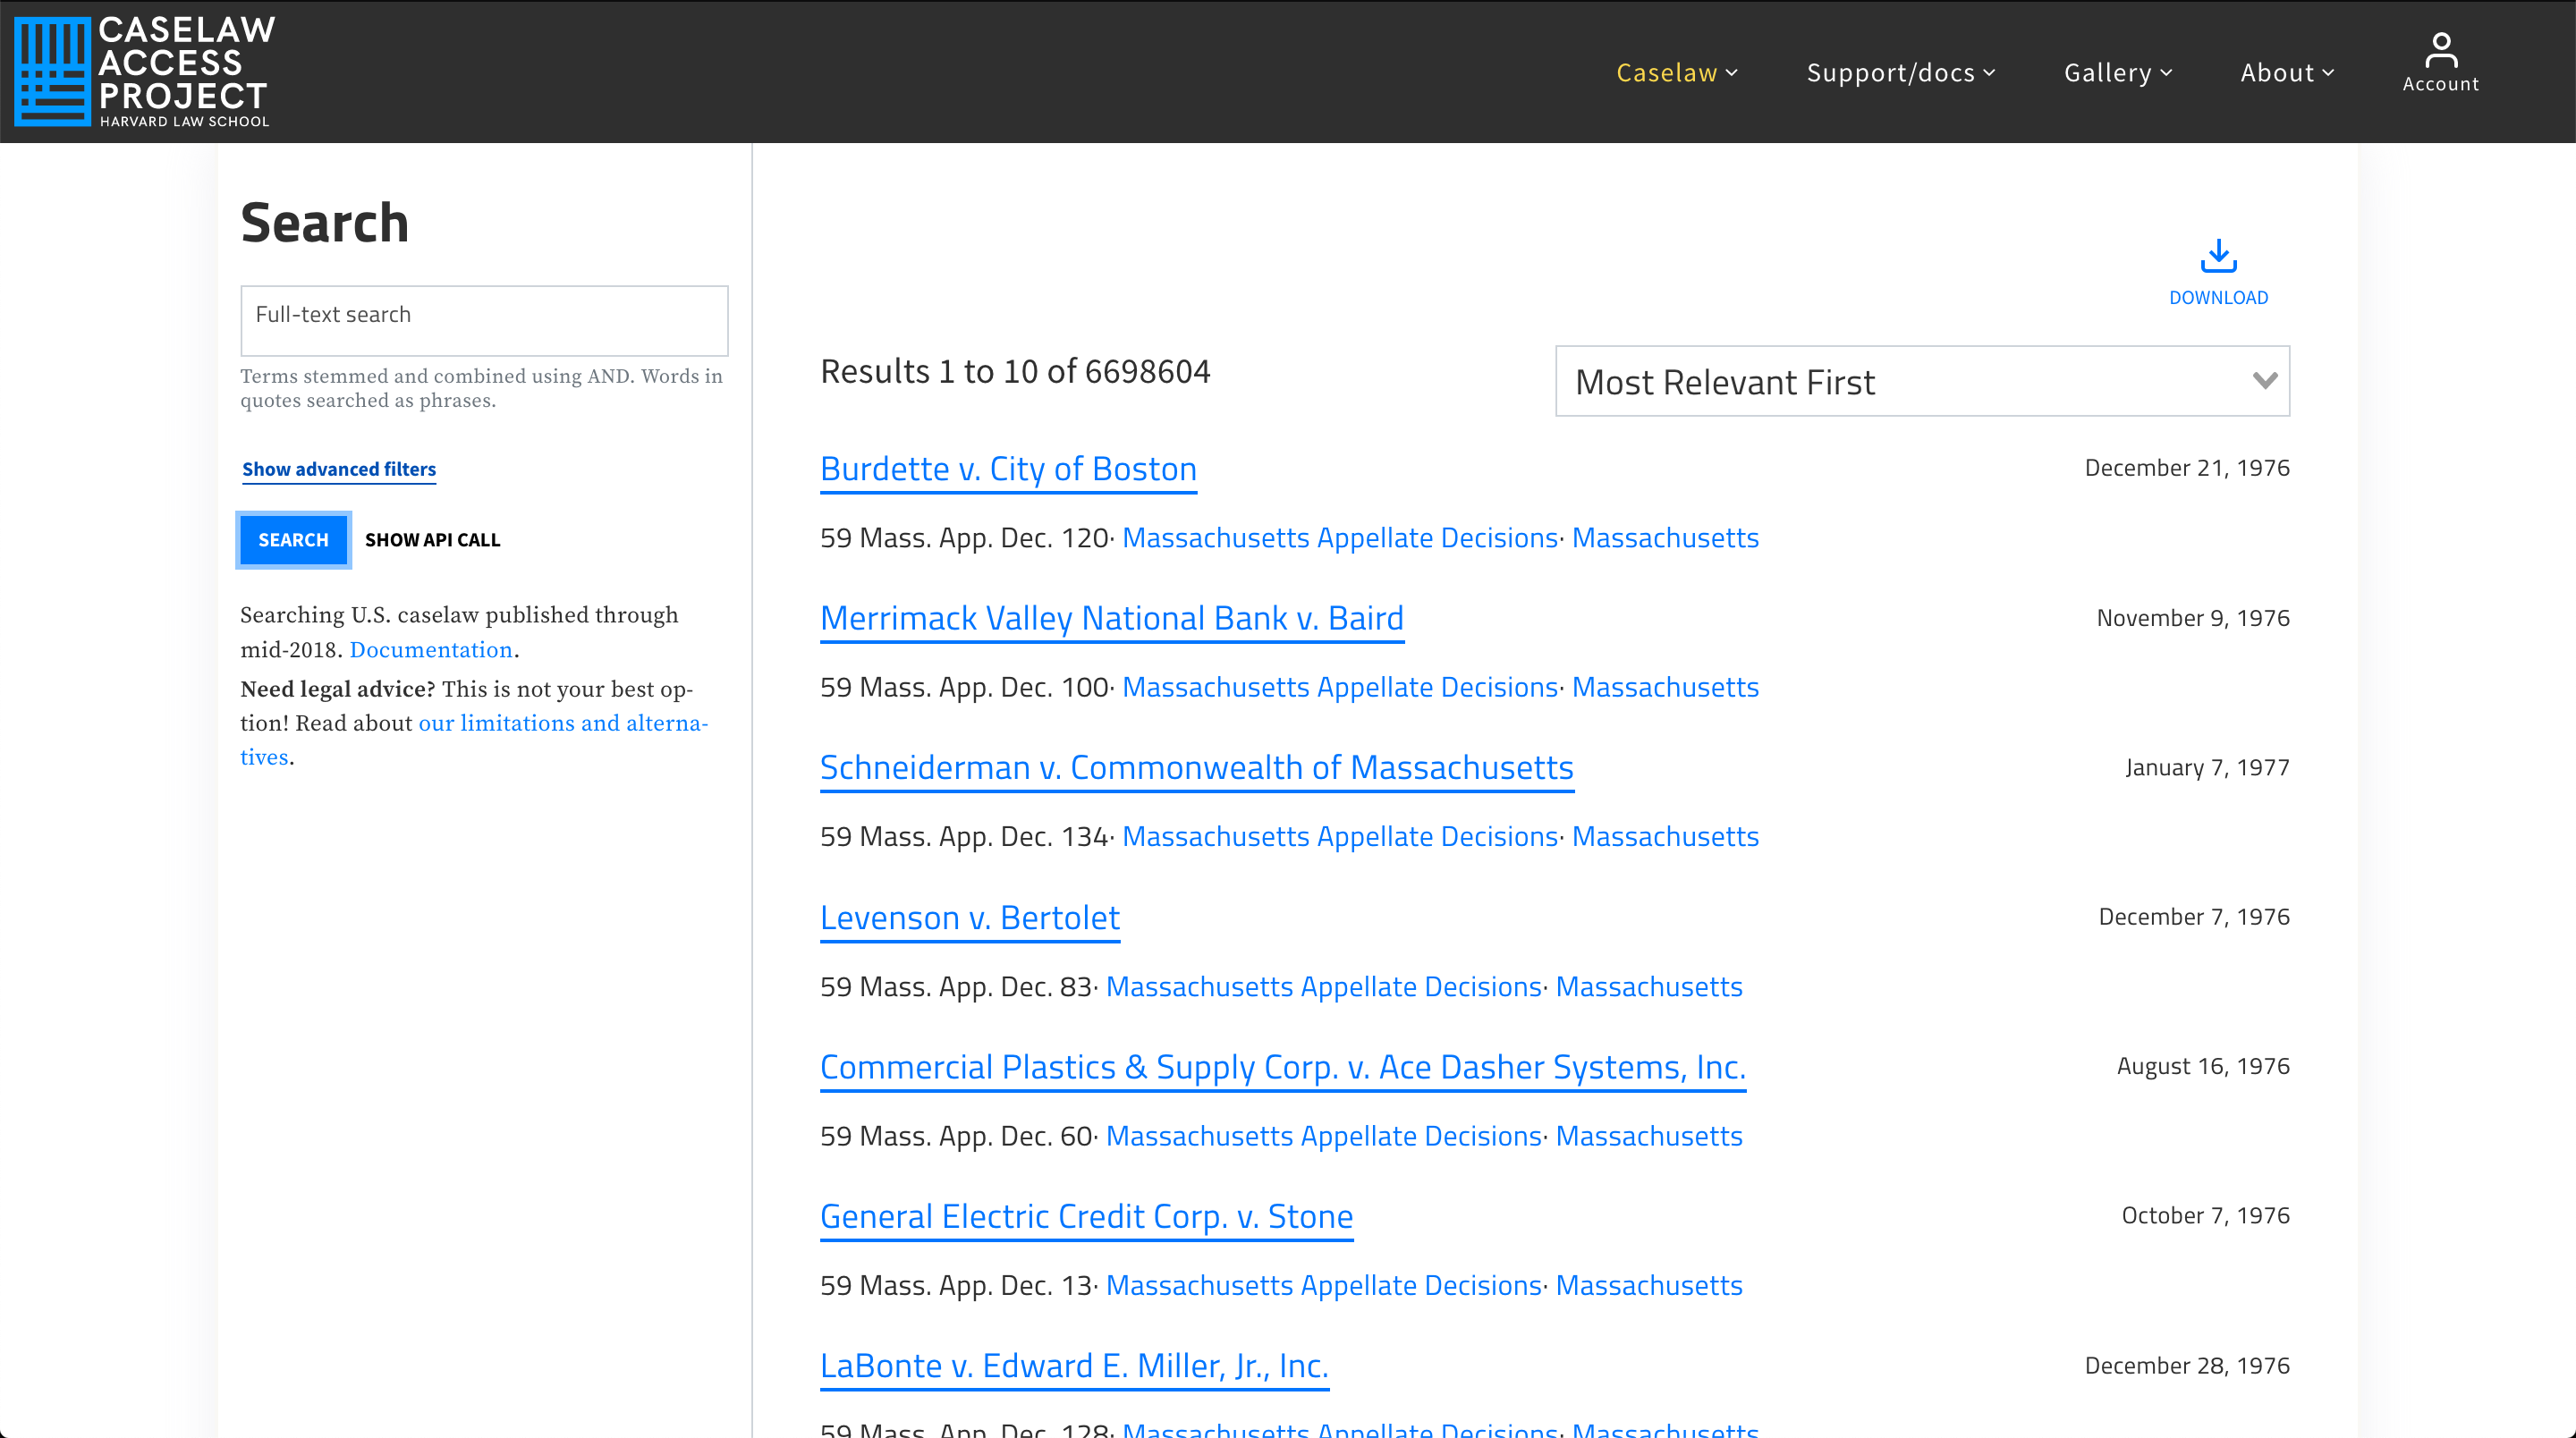 CASELAW
ACCESS
PROJECT
HARVARD LAW SCHOOL
Caselaw
Support/docs
Gallery
About
Account
Search
Full-text search
Terms stemmed and combined using AND. Words in
quotes searched as phrases.
Show advanced filters
SEARCH SHOW API CALL
Searching U.S. caselaw published through
mid-2018. Documentation.
Need legal advice? This is not your best op-
tion! Read about our limitations and alterna-
tives.
DOWNLOAD
Results 1 to 10 of 6698604
Most Relevant First
Burdette v. City of Boston December 21, 1976
59 Mass. App. Dec. 120· Massachusetts Appellate Decisions· Massachusetts
Merrimack Valley National Bank v. Baird November 9, 1976
59 Mass. App. Dec. 100· Massachusetts Appellate Decisions· Massachusetts
Schneiderman v. Commonwealth of Massachusetts January 7, 1977
59 Mass. App. Dec. 134· Massachusetts Appellate Decisions· Massachusetts
Levenson v. Bertolet December 7, 1976
59 Mass. App. Dec. 83· Massachusetts Appellate Decisions· Massachusetts
Commercial Plastics & Supply Corp. v. Ace Dasher Systems, Inc. August 16, 1976
59 Mass. App. Dec. 60· Massachusetts Appellate Decisions· Massachusetts
General Electric Credit Corp. v. Stone October 7, 1976
59 Mass. App. Dec. 13· Massachusetts Appellate Decisions· Massachusetts
LaBonte v. Edward E. Miller, Jr., Inc. December 28, 1976
59 Mass. App. Dec. 128· Massachusetts Appellate Decisions· Massachusetts